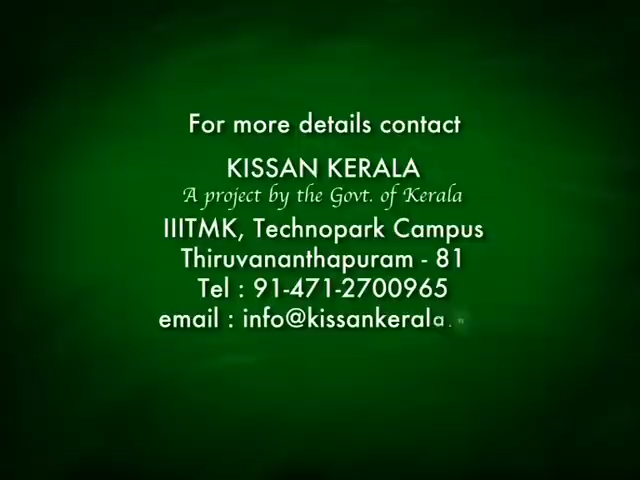 For more details contact
KISSAN KERALA
A project by the Govt. of Kerala
IIITMK, Technopark Campus
Thiruvananthapuram - 81
Tel : 91-471-2700965
email : info@kissankerala.